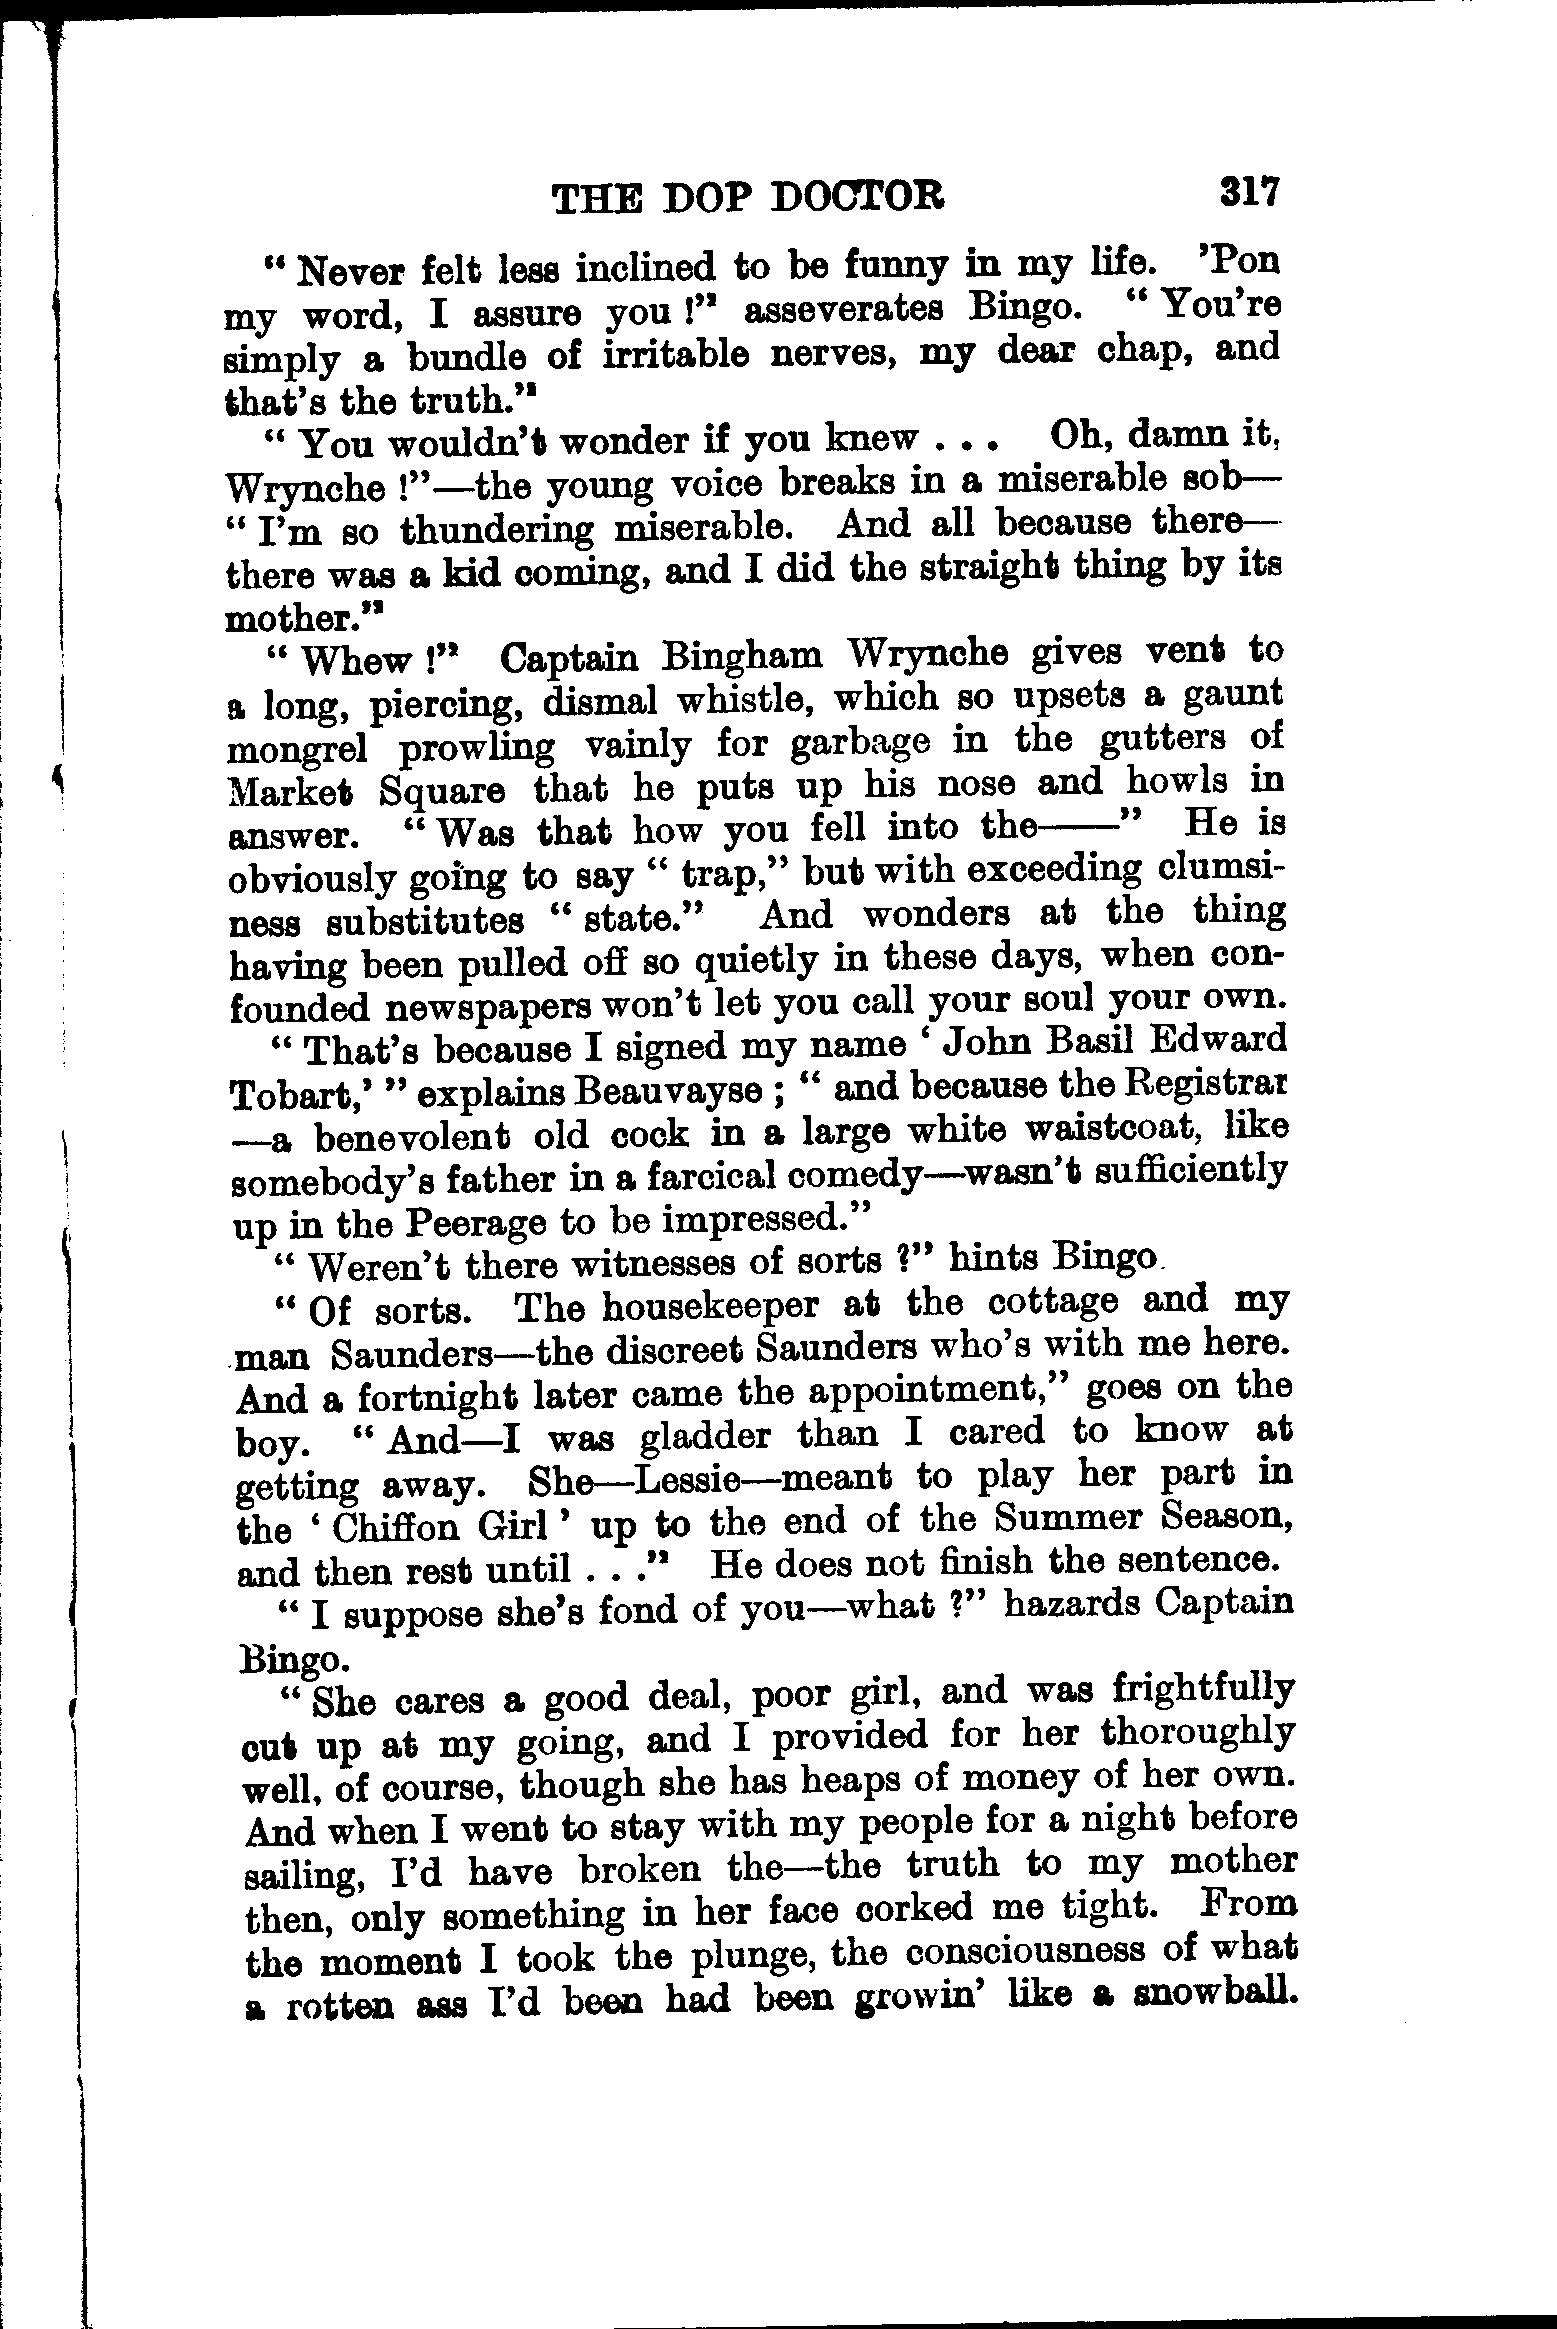 THE DOP DOCTOR 317
" Never felt less inclined to be funny in my life. 'Pon
my word, I assure you !" asseverates Bingo. " You're
simply a bundle of irritable nerves, my dear chap, and
that's the truth."
" You wouldn't wonder if you knew . . . Oh, damn it,
Wrynche !"—the young voice breaks in a miserable sob—
" I'm so thundering miserable. And all because there—
there was a kid coming, and I did the straight thing by its
mother."
" Whew !" Captain Bingham Wrynche gives vent to
a long, piercing, dismal whistle, which so upsets a gaunt
mongrel prowling vainly for garbage in the gutters of
Market Square that he puts up his nose and howls in
answer. " Was that how you fell into the——" He is
obviously going to say " trap," but with exceeding clumsi-
ness substitutes " state." And wonders at the thing
having been pulled off so quietly in these days, when con-
founded newspapers won't let you call your soul your own.
" That's because I signed my name ' John Basil Edward
Tobart,' " explains Beauvayse ; " and because the Registrar
—a benevolent old cock in a large white waistcoat, like
somebody's father in a farcical comedy—wasn't sufficiently
up in the Peerage to be impressed."
" Weren't there witnesses of sorts ?" hints Bingo.
" Of sorts. The housekeeper at the cottage and my
man Saunders—the discreet Saunders who's with me here.
And a fortnight later came the appointment," goes on the
boy. " And—I was gladder than I cared to know at
getting away. She—Lessie—meant to play her part in
the ' Chiffon Girl ' up to the end of the Summer Season,
and then rest until . . ." He does not finish the sentence.
" I suppose she's fond of you—what ?" hazards Captain
Bingo.
" She cares a good deal, poor girl, and was frightfully
cut up at my going, and I provided for her thoroughly
well, of course, though she has heaps of money of her own.
And when I went to stay with my people for a night before
sailing, I'd have broken the—the truth to my mother
then, only something in her face corked me tight. From
the moment I took the plunge, the consciousness of what
a rotten ass I'd been had been growin' like a snowball.